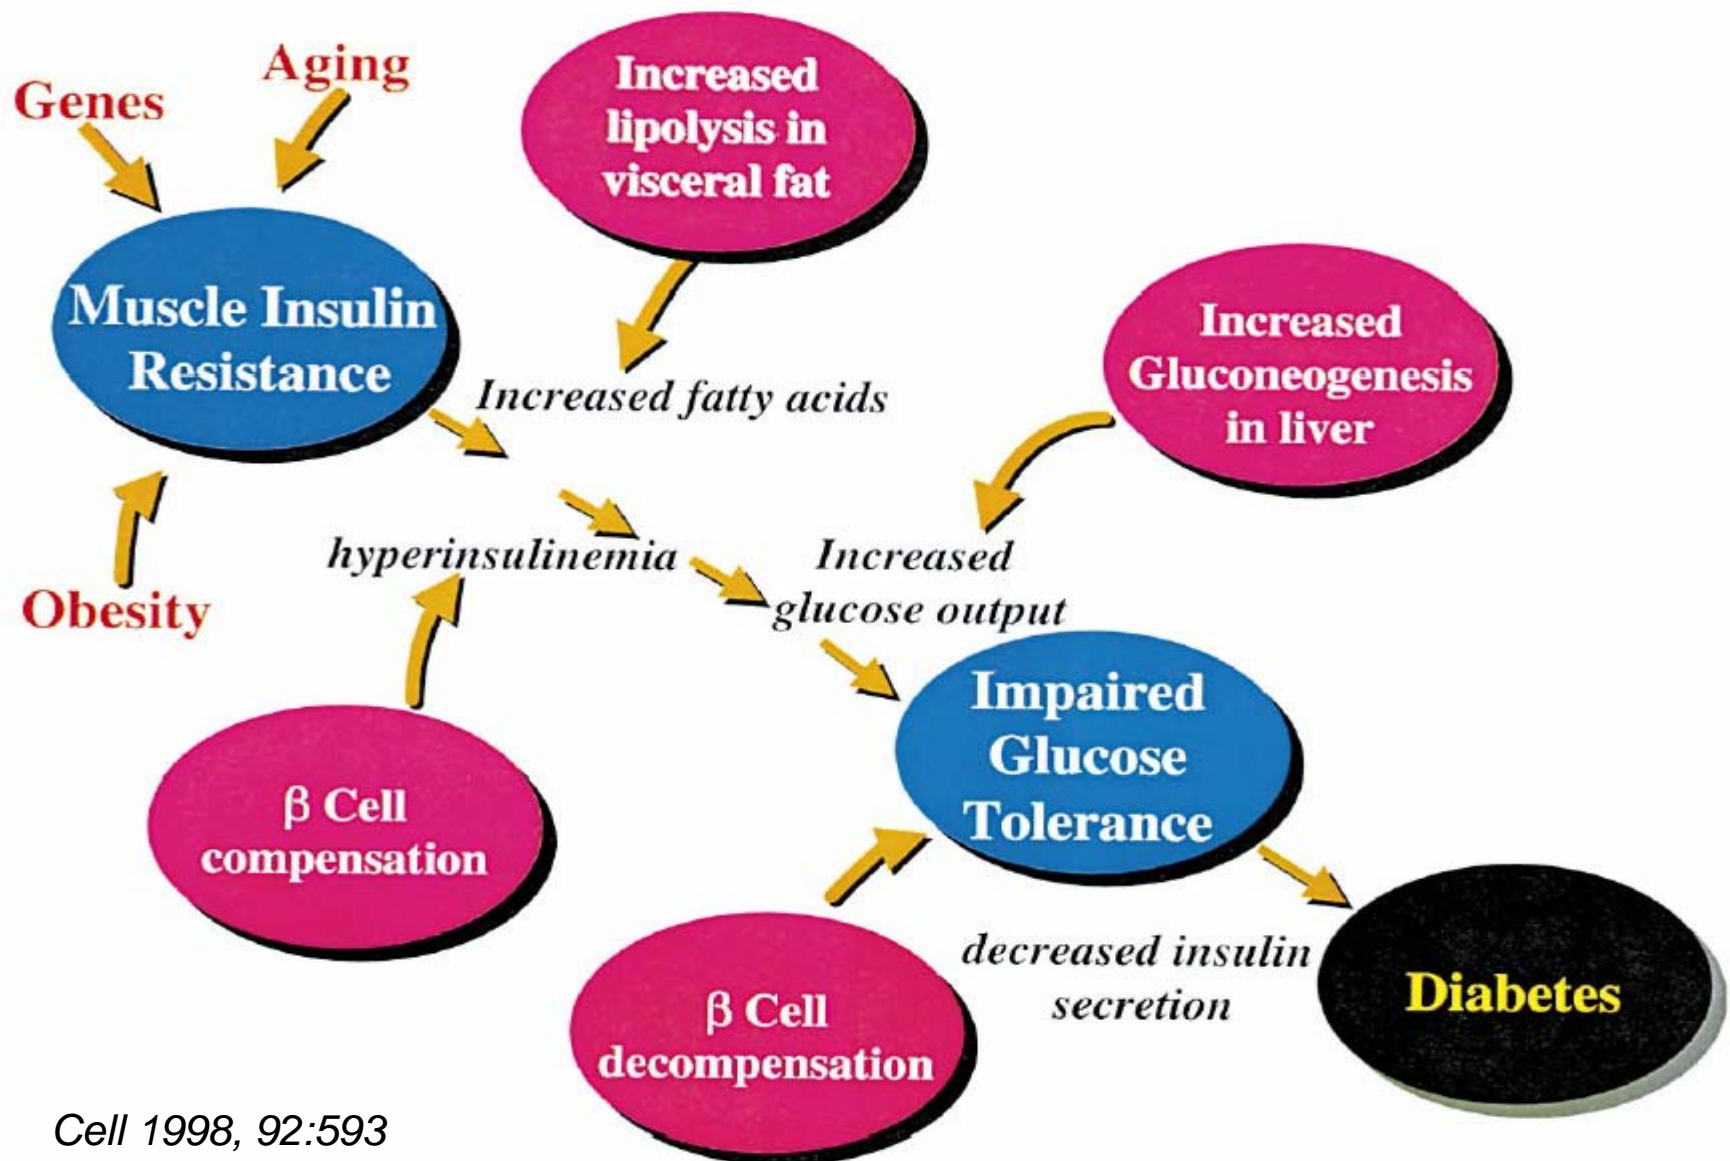 Genes
Aging
Increased
lipolysis in
visceral fat
Muscle Insulin
Resistance
Increased fatty acids
Increased
Gluconeogenesis
in liver
Obesity
hyperinsulinemia
Increased
glucose output
β Cell
compensation
Impaired
Glucose
Tolerance
β Cell
decompensation
decreased insulin
secretion
Diabetes
Cell 1998, 92:593